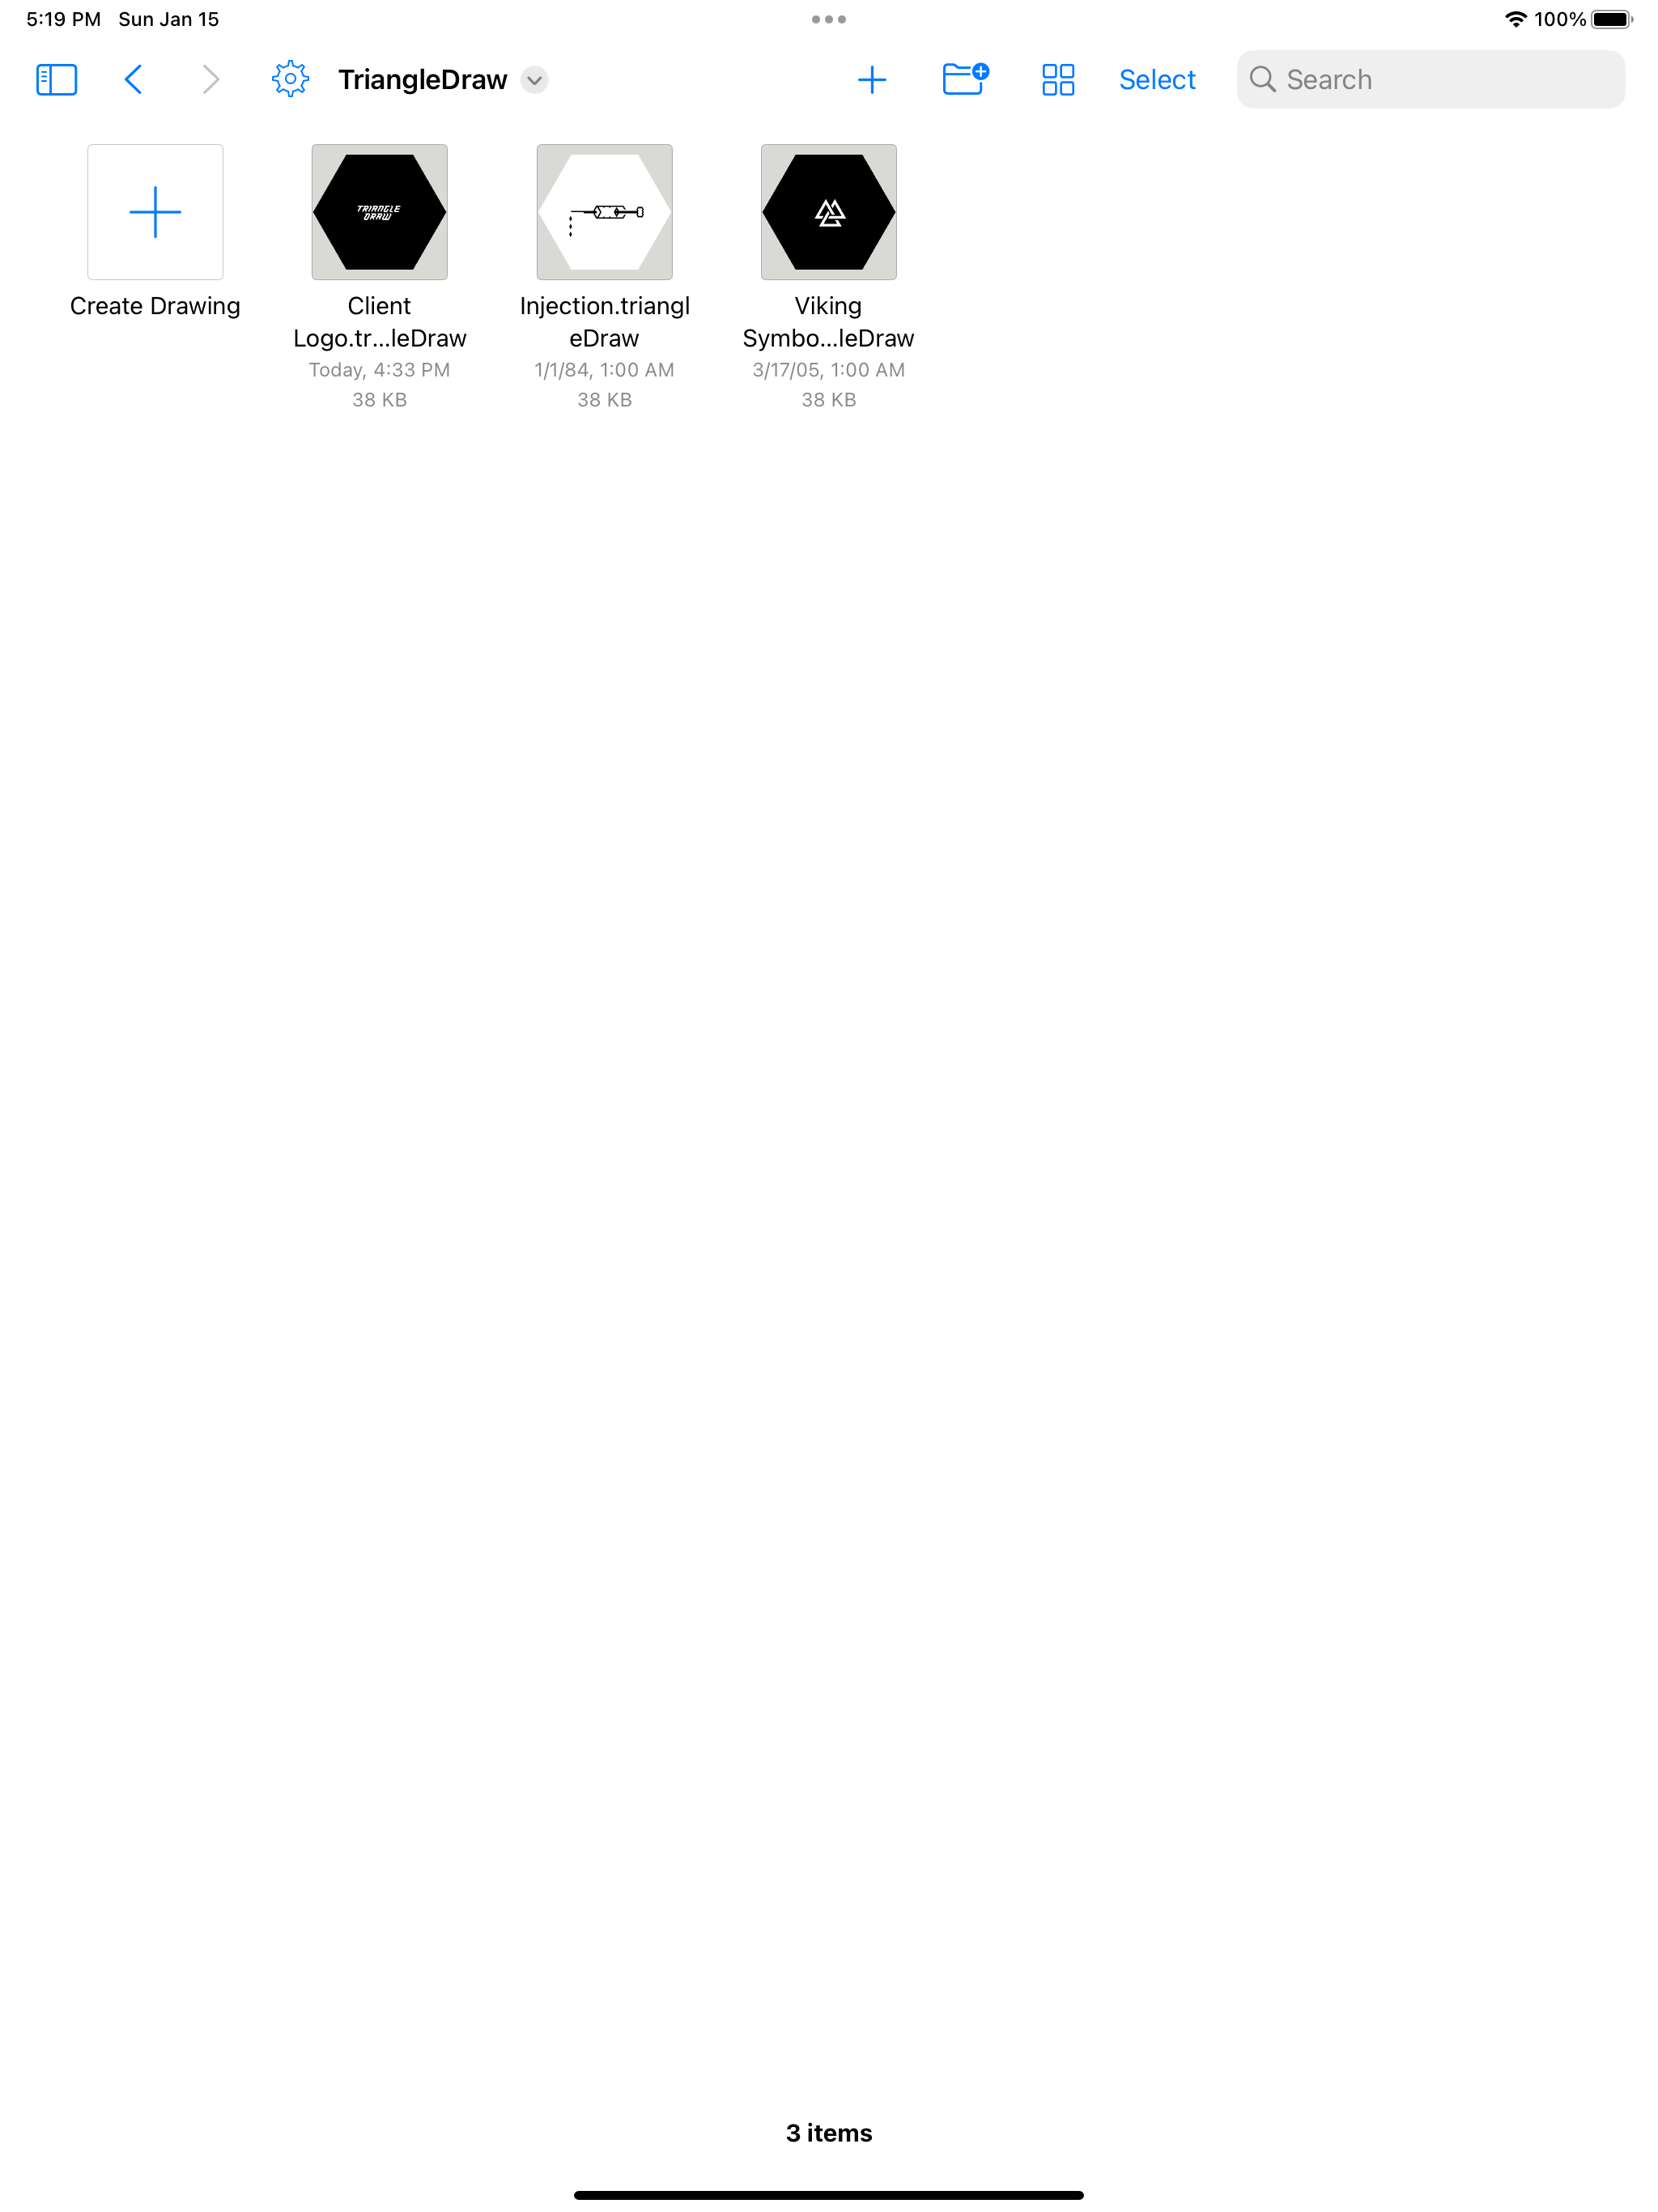 5:19 PM Sun Jan 15
100%
TriangleDraw
Select
Search
Create Drawing
TRIANGLE
DRAW
Client
Logo.tr...leDraw
Today, 4:33 PM
38 KB
Injection.triangl
eDraw
1/1/84, 1:00 AM
38 KB
Viking
Symbo...leDraw
3/17/05, 1:00 AM
38 KB
3 items